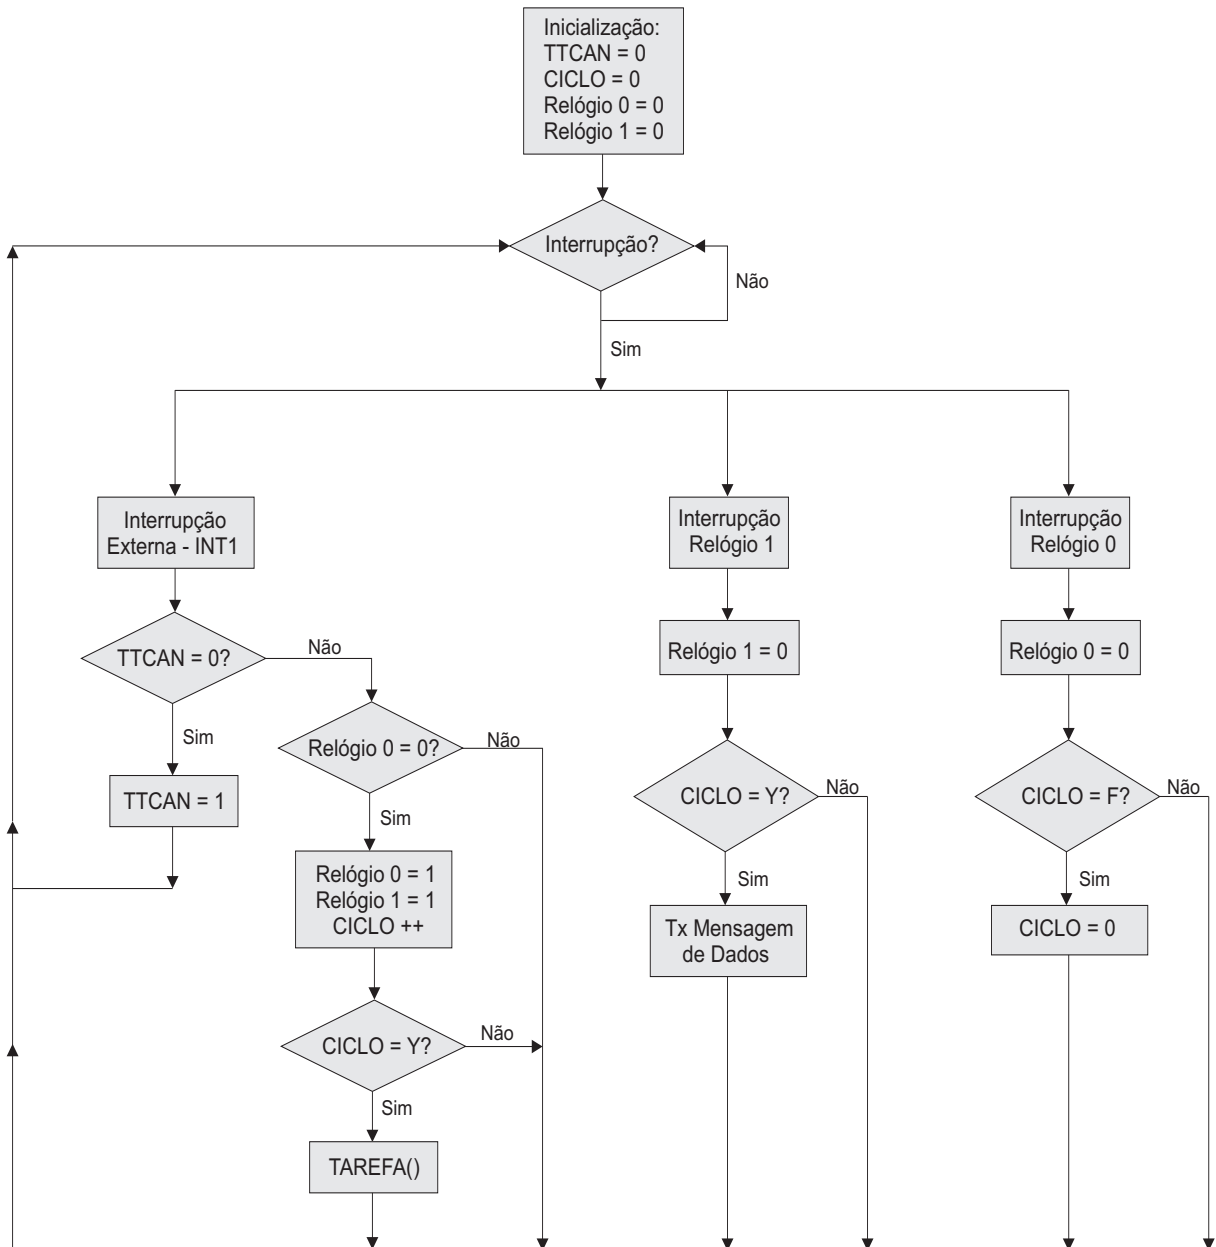 Inicialização:
TTCAN = 0
CICLO = 0
Relógio 0 = 0
Relógio 1 = 0
Interrupção?
Não
Sim
Interrupção
Externa - INT1
Interrupção
Relógio 1
Interrupção
Relógio 0
TTCAN = 0?
Não
Relógio 1 = 0
Relógio 0 = 0
Sim
Relógio 0 = 0?
Não
TTCAN = 1
CICLO = Y?
Não
CICLO = F?
Não
Sim
Relógio 0 = 1
Relógio 1 = 1
CICLO ++
Sim
Sim
Tx Mensagem
de Dados
CICLO = 0
CICLO = Y?
Não
Sim
TAREFA()